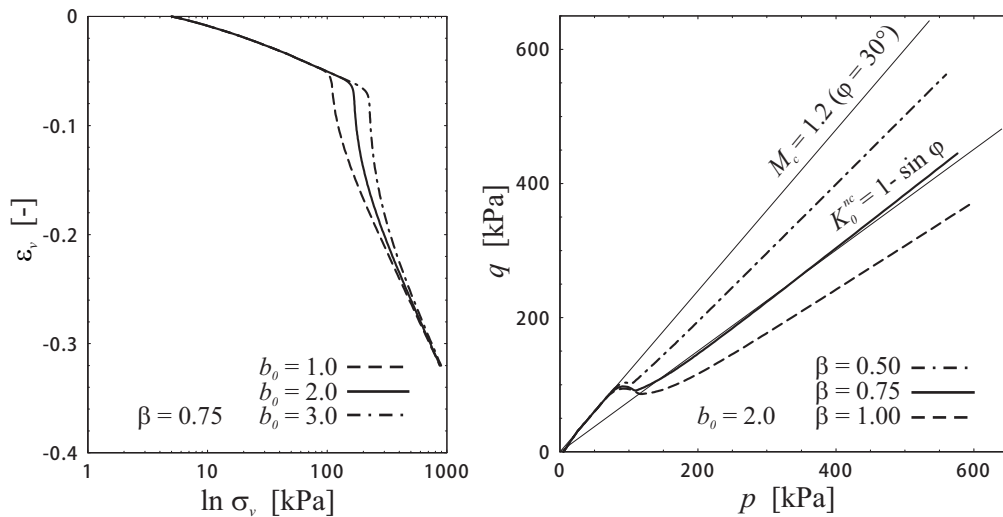 0
-0.1
-0.2
-0.3
-0.4
ε_v [-]
b_0 = 1.0
b_0 = 2.0
b_0 = 3.0
β = 0.75
1
10
100
1000
ln σ_v [kPa]
600
400
200
0
q [kPa]
M_c = 1.2 (φ = 30°)
K_0^{nc} = 1- sin φ
β = 0.50
β = 0.75
β = 1.00
b_0 = 2.0
0
200
400
600
p [kPa]